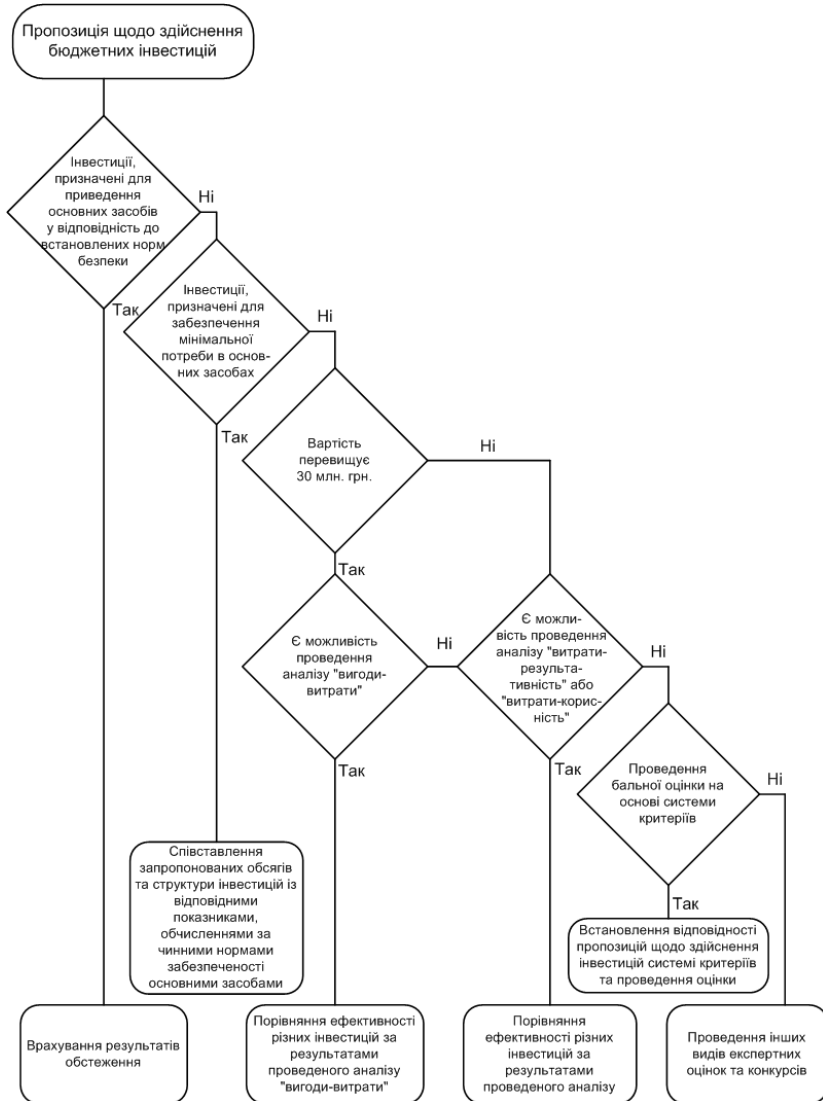 Пропозиція щодо здійснення
бюджетних інвестицій
Інвестиції,
призначені для
приведення
основних засобів
у відповідність до
встановлених норм
безпеки
Ні
Так
Інвестиції,
призначені для
забезпечення
мінімальної
потреби в основ-
них засобах
Ні
Так
Вартість
перевищує
30 млн. грн.
Ні
Так
Є можливість
проведення
аналізу "вигоди-
витрати"
Ні
Так
Є можли-
вість проведення
аналізу "витрати-
результа-
тивність" або
"витрати-корис-
ність"
Ні
Так
Проведення
бальної оцінки на
основі системи
критеріїв
Ні
Так
Співставлення
запропонованих обсягів
та структури інвестицій із
відповідними
показниками,
обчисленнями за
чинними нормами
забезпеченості
основними засобами
Встановлення відповідності
пропозицій щодо здійснення
інвестицій системі критеріїв
та проведення оцінки
Врахування результатів
обстеження
Порівняння ефективності
різних інвестицій за
результатами
проведеного аналізу
"вигоди-витрати"
Порівняння
ефективності різних
інвестицій за
результатами
проведеного аналізу
Проведення інших
видів експертних
оцінок та конкурсів